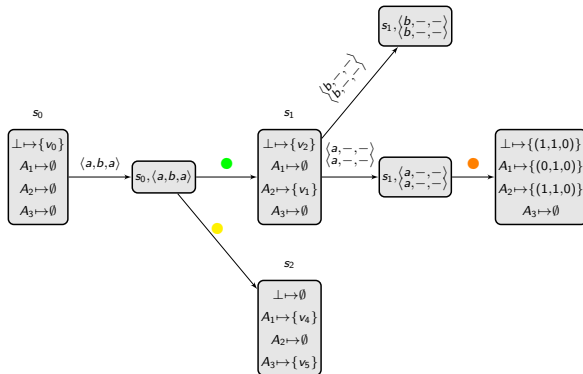 s₁, ⟨b,−,−⟩
⟨b,−,−⟩
⟨b,−,−⟩
⟨b,−,−⟩
s₀
s₁
⊥↦{v₀}
A₁↦∅
A₂↦∅
A₃↦∅
⟨a,b,a⟩
s₀,⟨a,b,a⟩
⊥↦{v₂}
A₁↦∅
A₂↦{v₁}
A₃↦∅
⟨a,−,−⟩
⟨a,−,−⟩
s₁, ⟨a,−,−⟩
⟨a,−,−⟩
⊥↦{(1,1,0)}
A₁↦{(0,1,0)}
A₂↦{(1,1,0)}
A₃↦∅
s₂
⊥↦∅
A₁↦{v₄}
A₂↦∅
A₃↦{v₅}